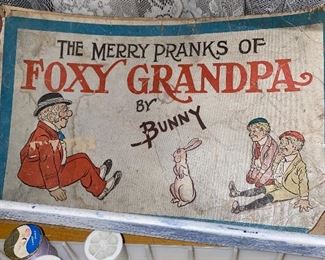 THE MERRY PRANKS OF
FOXY GRANDPA
BY
BUNNY